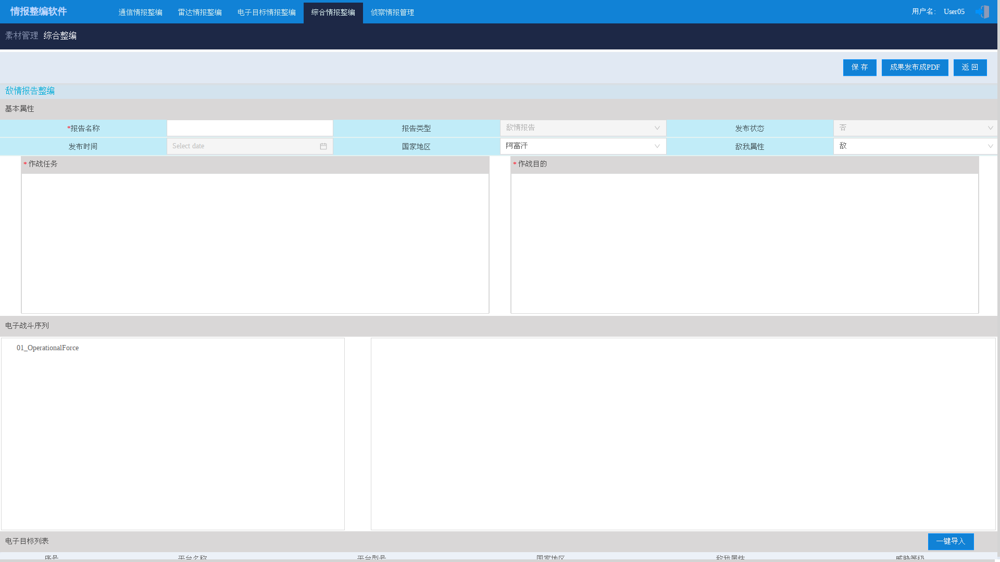 情报整编软件 通信情报整编 雷达情报整编 电子目标情报整编 综合情报整编 侦察情报管理 用户名： User05
素材管理 综合整编
保 存 成果发布成PDF 返 回
敌情报告整编
基本属性
*报告名称 报告类型 敌情报告 发布状态 否
发布时间 Select date 国家地区 阿富汗 敌我属性 敌
* 作战任务 * 作战目的
电子战斗序列
01_OperationalForce
电子目标列表 一键导入
序号 平台名称 平台型号 国家地区 敌我属性 威胁等级